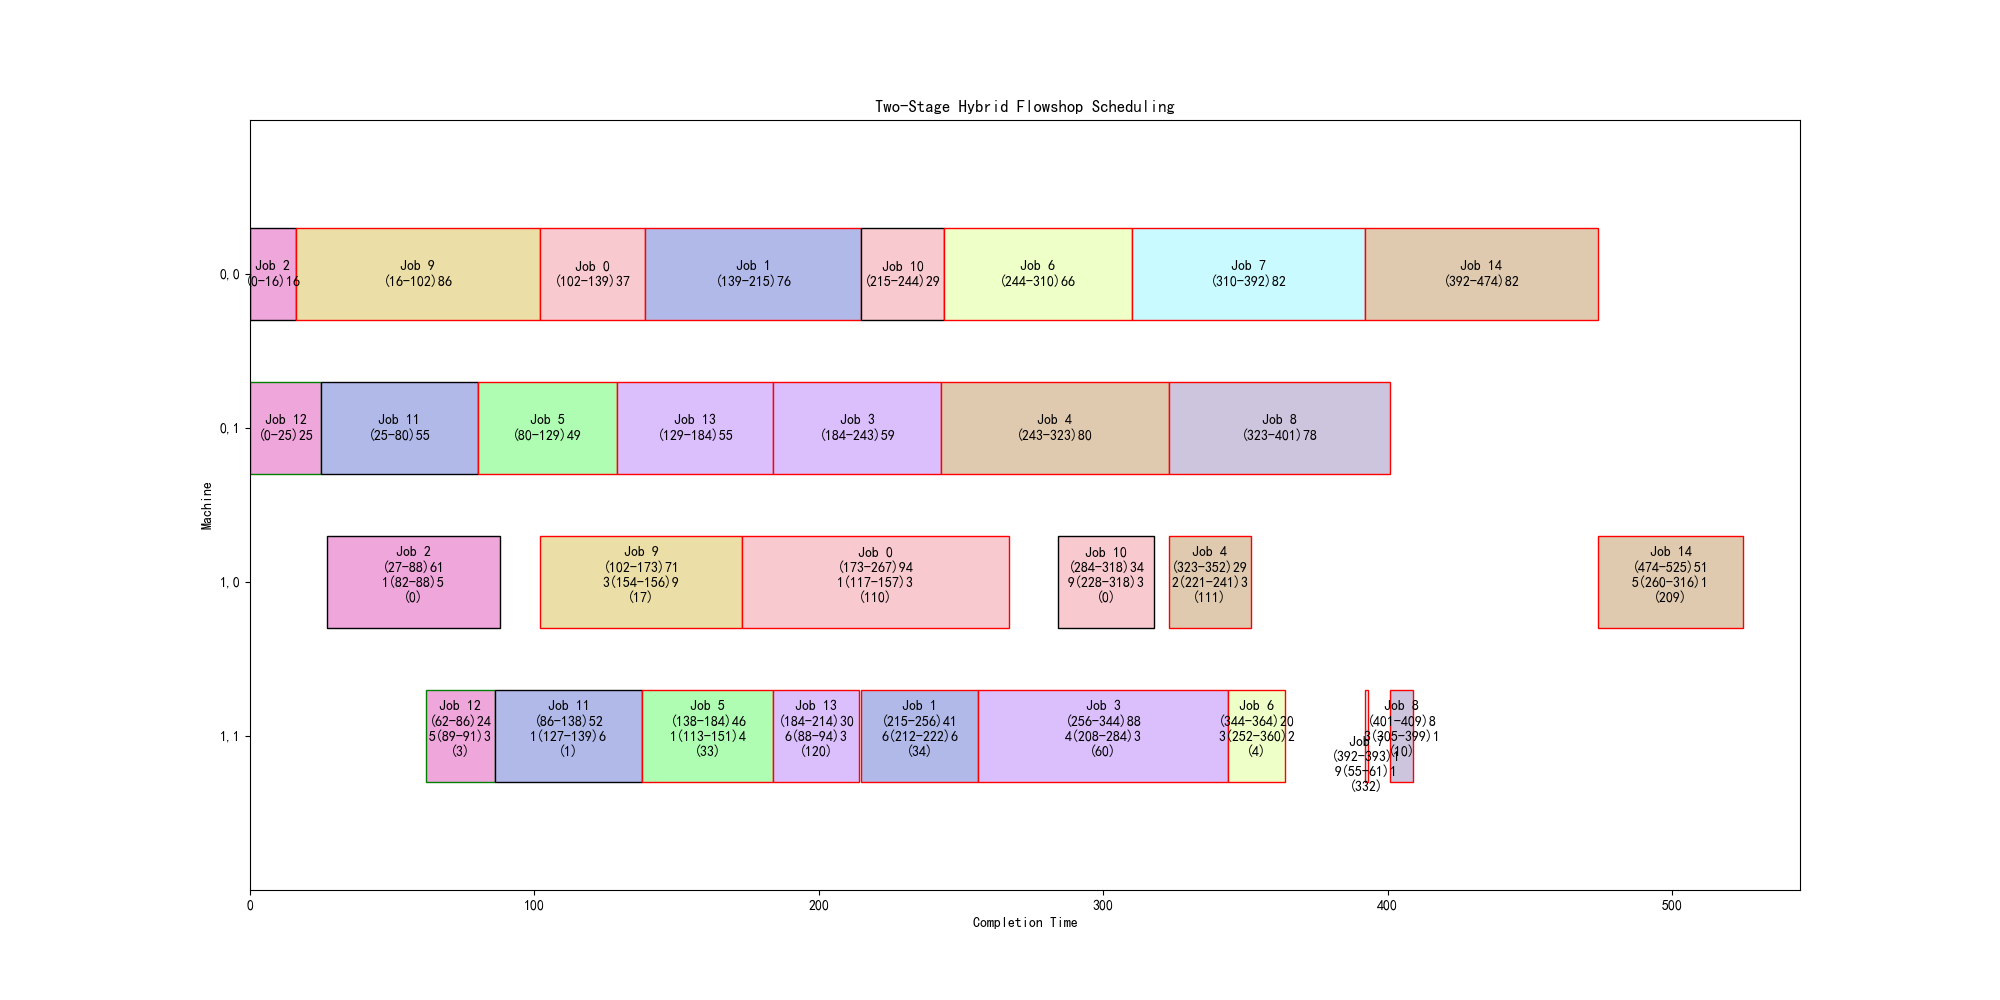 Two-Stage Hybrid Flowshop Scheduling
0,0
Job 2
(0-16)16
Job 9
(16-102)86
Job 0
(102-139)37
Job 1
(139-215)76
Job 10
(215-244)29
Job 6
(244-310)66
Job 7
(310-392)82
Job 14
(392-474)82
0,1
Job 12
(0-25)25
Job 11
(25-80)55
Job 5
(80-129)49
Job 13
(129-184)55
Job 3
(184-243)59
Job 4
(243-323)80
Job 8
(323-401)78
Machine
1,0
Job 2
(27-88)61
1(82-88)5
(0)
Job 9
(102-173)71
3(154-156)9
(17)
Job 0
(173-267)94
1(117-157)3
(110)
Job 10
(284-318)34
9(228-318)3
(0)
Job 4
(323-352)29
2(221-241)3
(111)
Job 14
(474-525)51
5(260-316)1
(209)
1,1
Job 12
(62-86)24
5(89-91)3
(3)
Job 11
(86-138)52
1(127-139)6
(1)
Job 5
(138-184)46
1(113-151)4
(33)
Job 13
(184-214)30
6(88-94)3
(120)
Job 1
(215-256)41
6(212-222)6
(34)
Job 3
(256-344)88
4(208-284)3
(60)
Job 6
(344-364)20
3(252-360)2
(4)
Job 7
(392-393)1
9(55-61)1
(332)
Job 8
(401-409)8
3(305-399)1
(10)
0
100
200
300
400
500
Completion Time